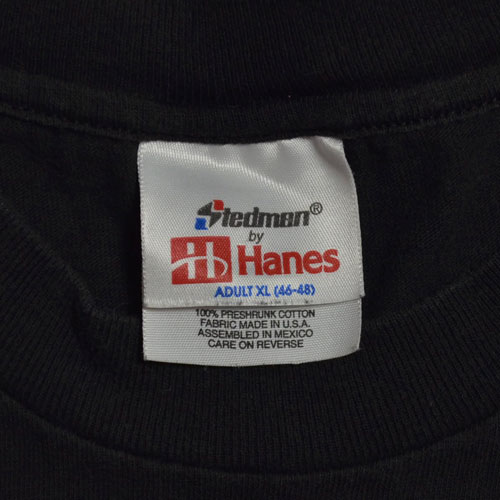 Stedman®
by
H Hanes
ADULT XL (46-48)
100% PRESHRUNK COTTON
FABRIC MADE IN U.S.A.
ASSEMBLED IN MEXICO
CARE ON REVERSE